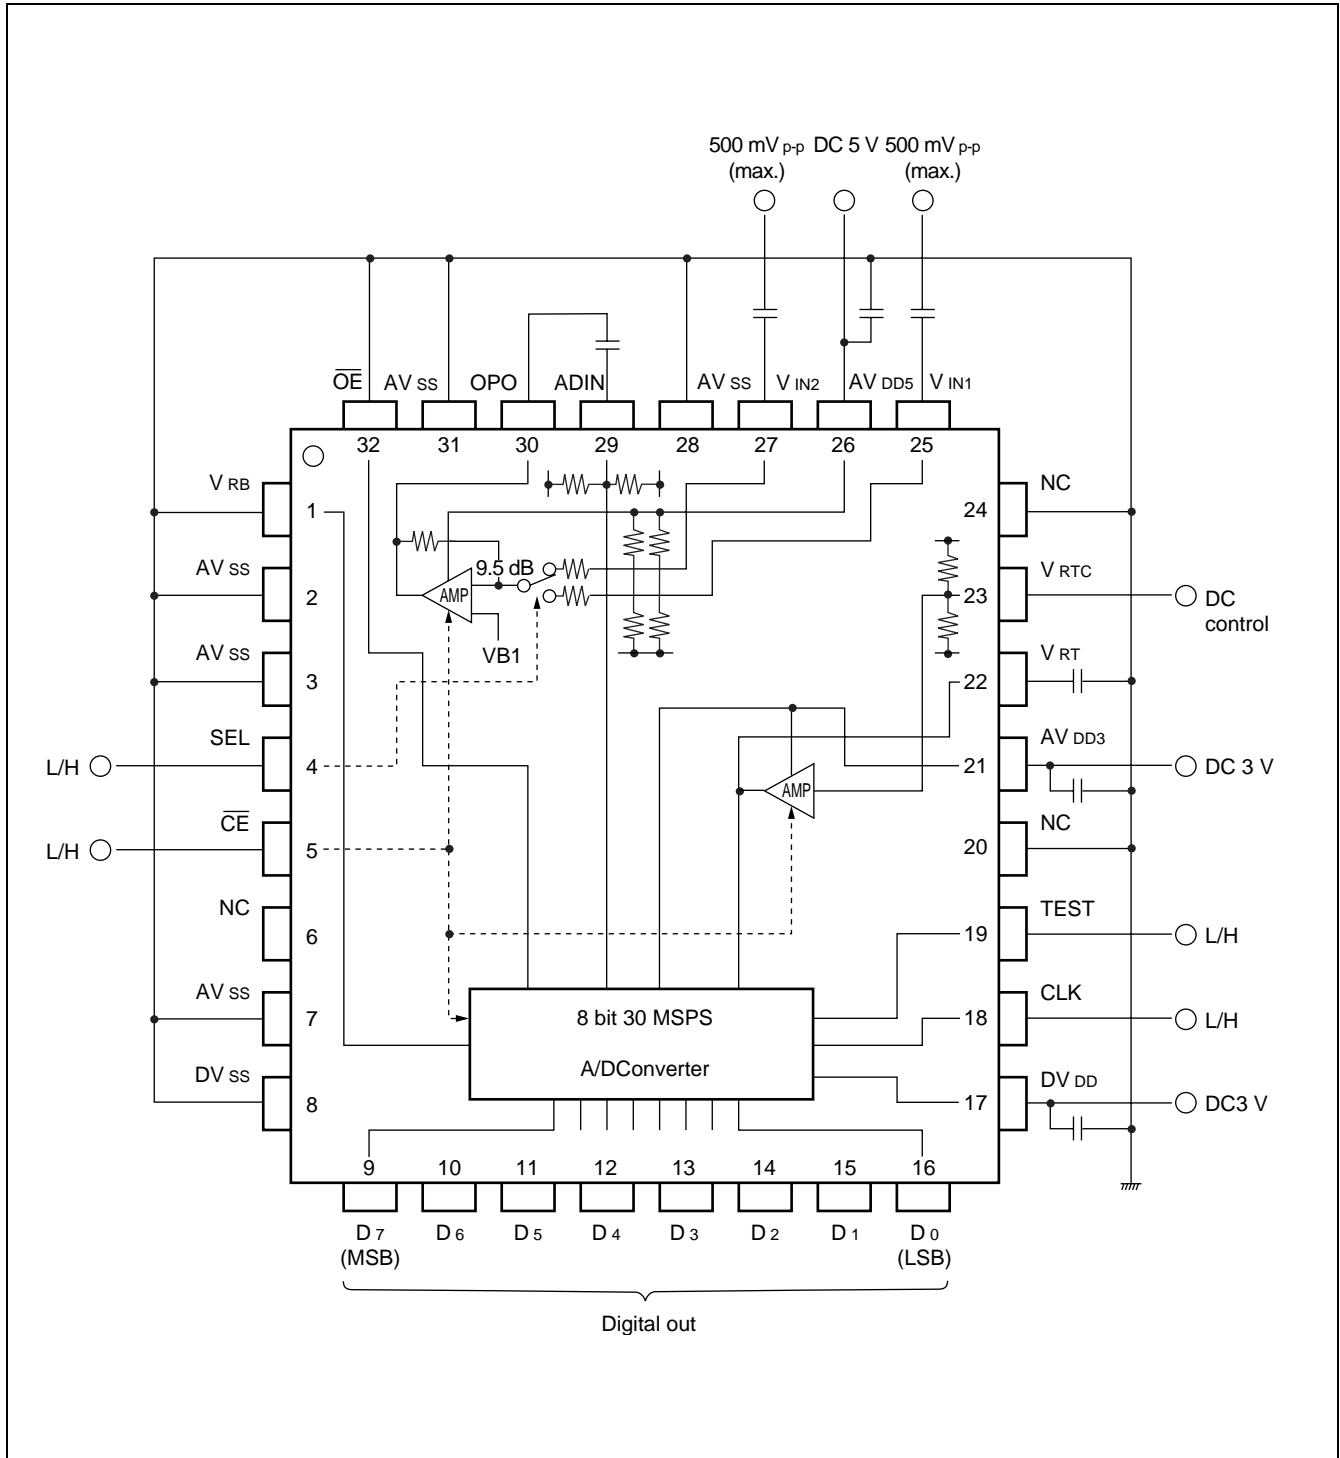 500 mV p-p DC 5 V 500 mV p-p
(max.) (max.)
OE AV SS OPO ADIN AV SS V IN2 AV DD5 V IN1
32 31 30 29 28 27 26 25
V RB
1
AV SS
2
AV SS
3
SEL
L/H
4
CE
L/H
5
NC
6
AV SS
7
DV SS
8
9.5 dB
AMP
VB1
AMP
8 bit 30 MSPS
A/DConverter
NC
24
V RTC
23
DC
control
V RT
22
AV DD3
21
DC 3 V
NC
20
TEST
19
L/H
CLK
18
L/H
DV DD
17
DC3 V
9 10 11 12 13 14 15 16
D 7 D 6 D 5 D 4 D 3 D 2 D 1 D 0
(MSB) (LSB)
Digital out